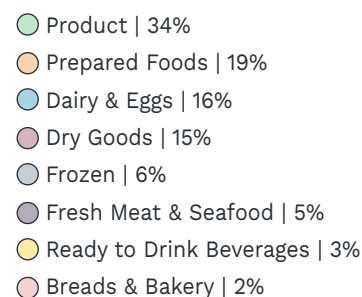 Product | 34%
Prepared Foods | 19%
Dairy & Eggs | 16%
Dry Goods | 15%
Frozen | 6%
Fresh Meat & Seafood | 5%
Ready to Drink Beverages | 3%
Breads & Bakery | 2%